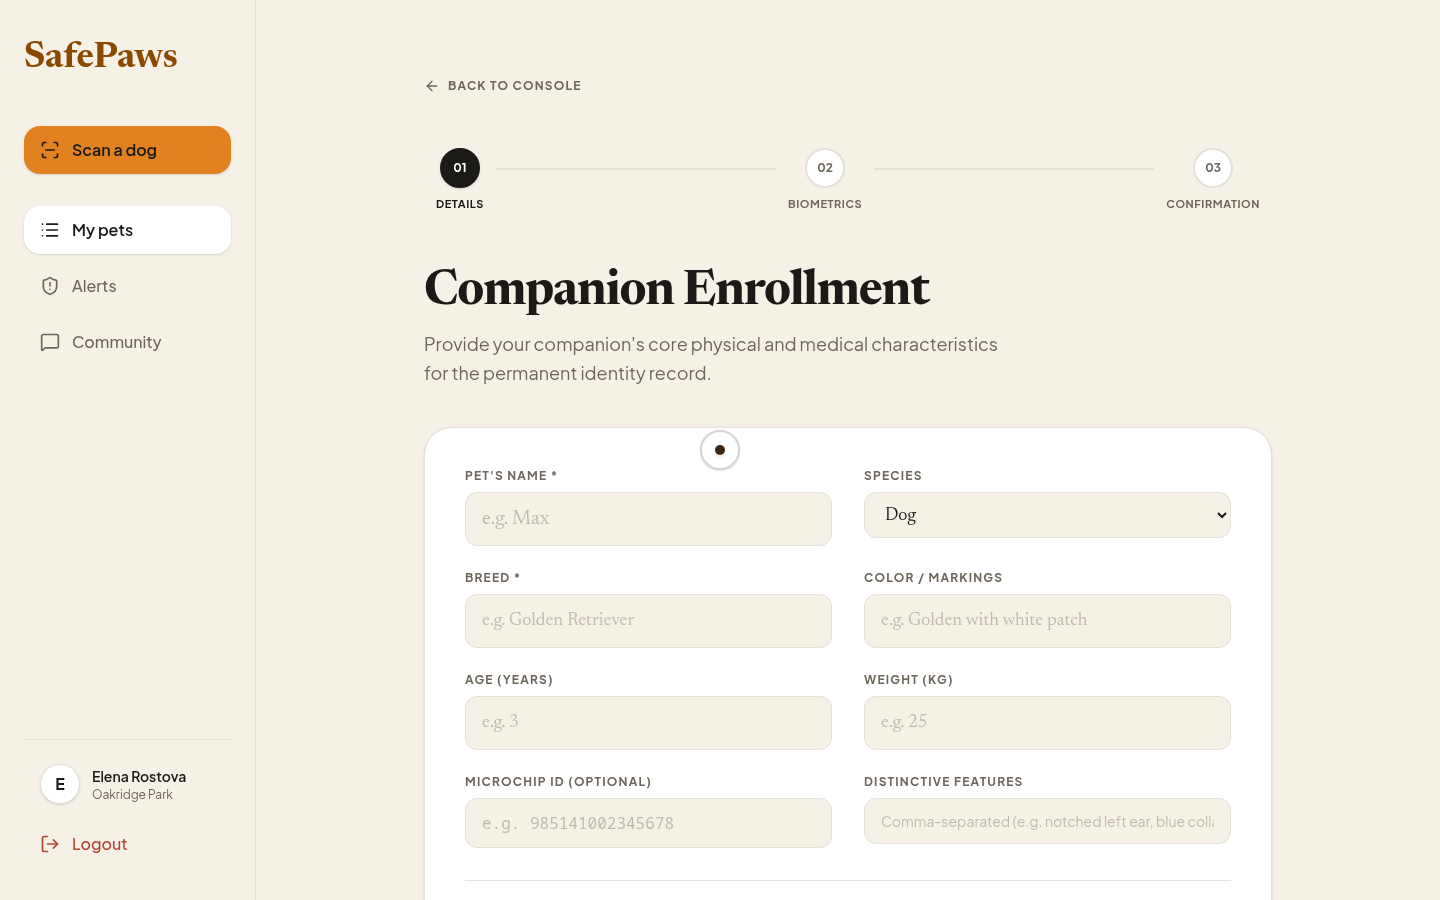 SafePaws
Scan a dog
My pets
Alerts
Community
Elena Rostova
E
Oakridge Park
Logout
BACK TO CONSOLE
01
02
03
DETAILS
BIOMETRICS
CONFIRMATION
Companion Enrollment
Provide your companion's core physical and medical characteristics
for the permanent identity record.
PET'S NAME *
e.g. Max
SPECIES
Dog
BREED *
e.g. Golden Retriever
COLOR / MARKINGS
e.g. Golden with white patch
AGE (YEARS)
e.g. 3
WEIGHT (KG)
e.g. 25
MICROCHIP ID (OPTIONAL)
e.g. 985141002345678
DISTINCTIVE FEATURES
Comma-separated (e.g. notched left ear, blue